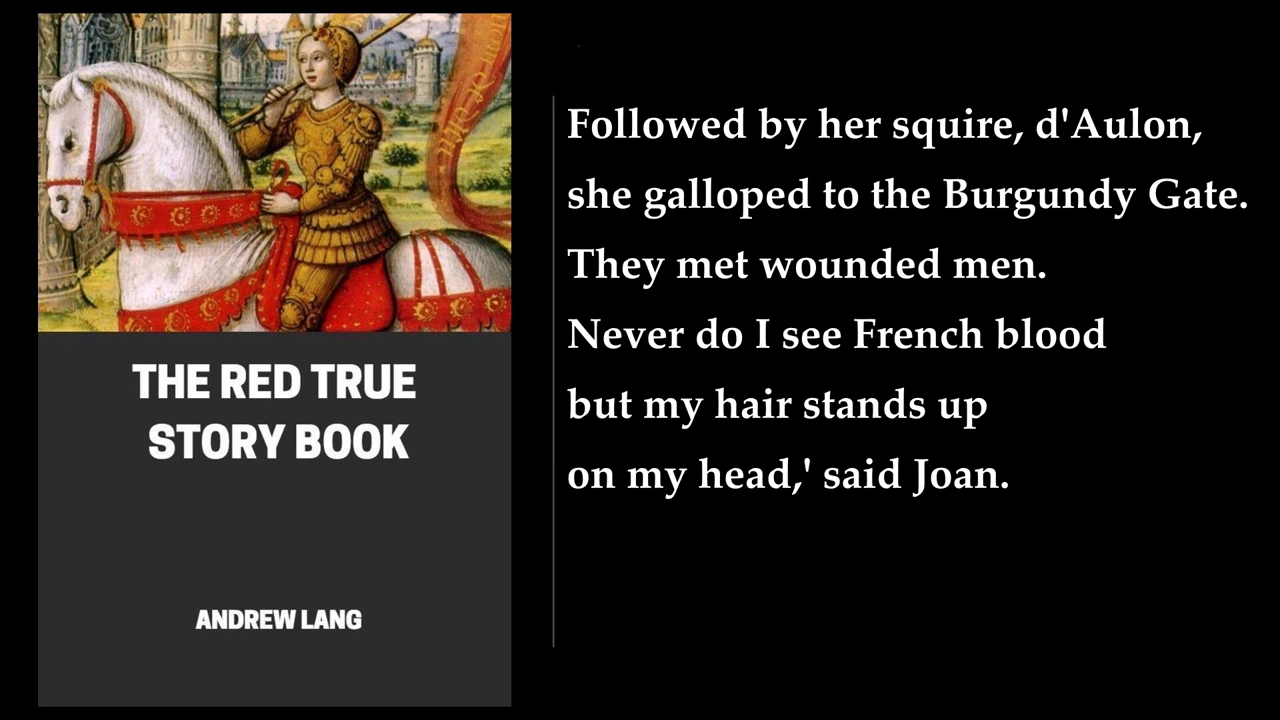 THE RED TRUE
STORY BOOK
ANDREW LANG
Followed by her squire, d'Aulon,
she galloped to the Burgundy Gate.
They met wounded men.
Never do I see French blood
but my hair stands up
on my head,' said Joan.